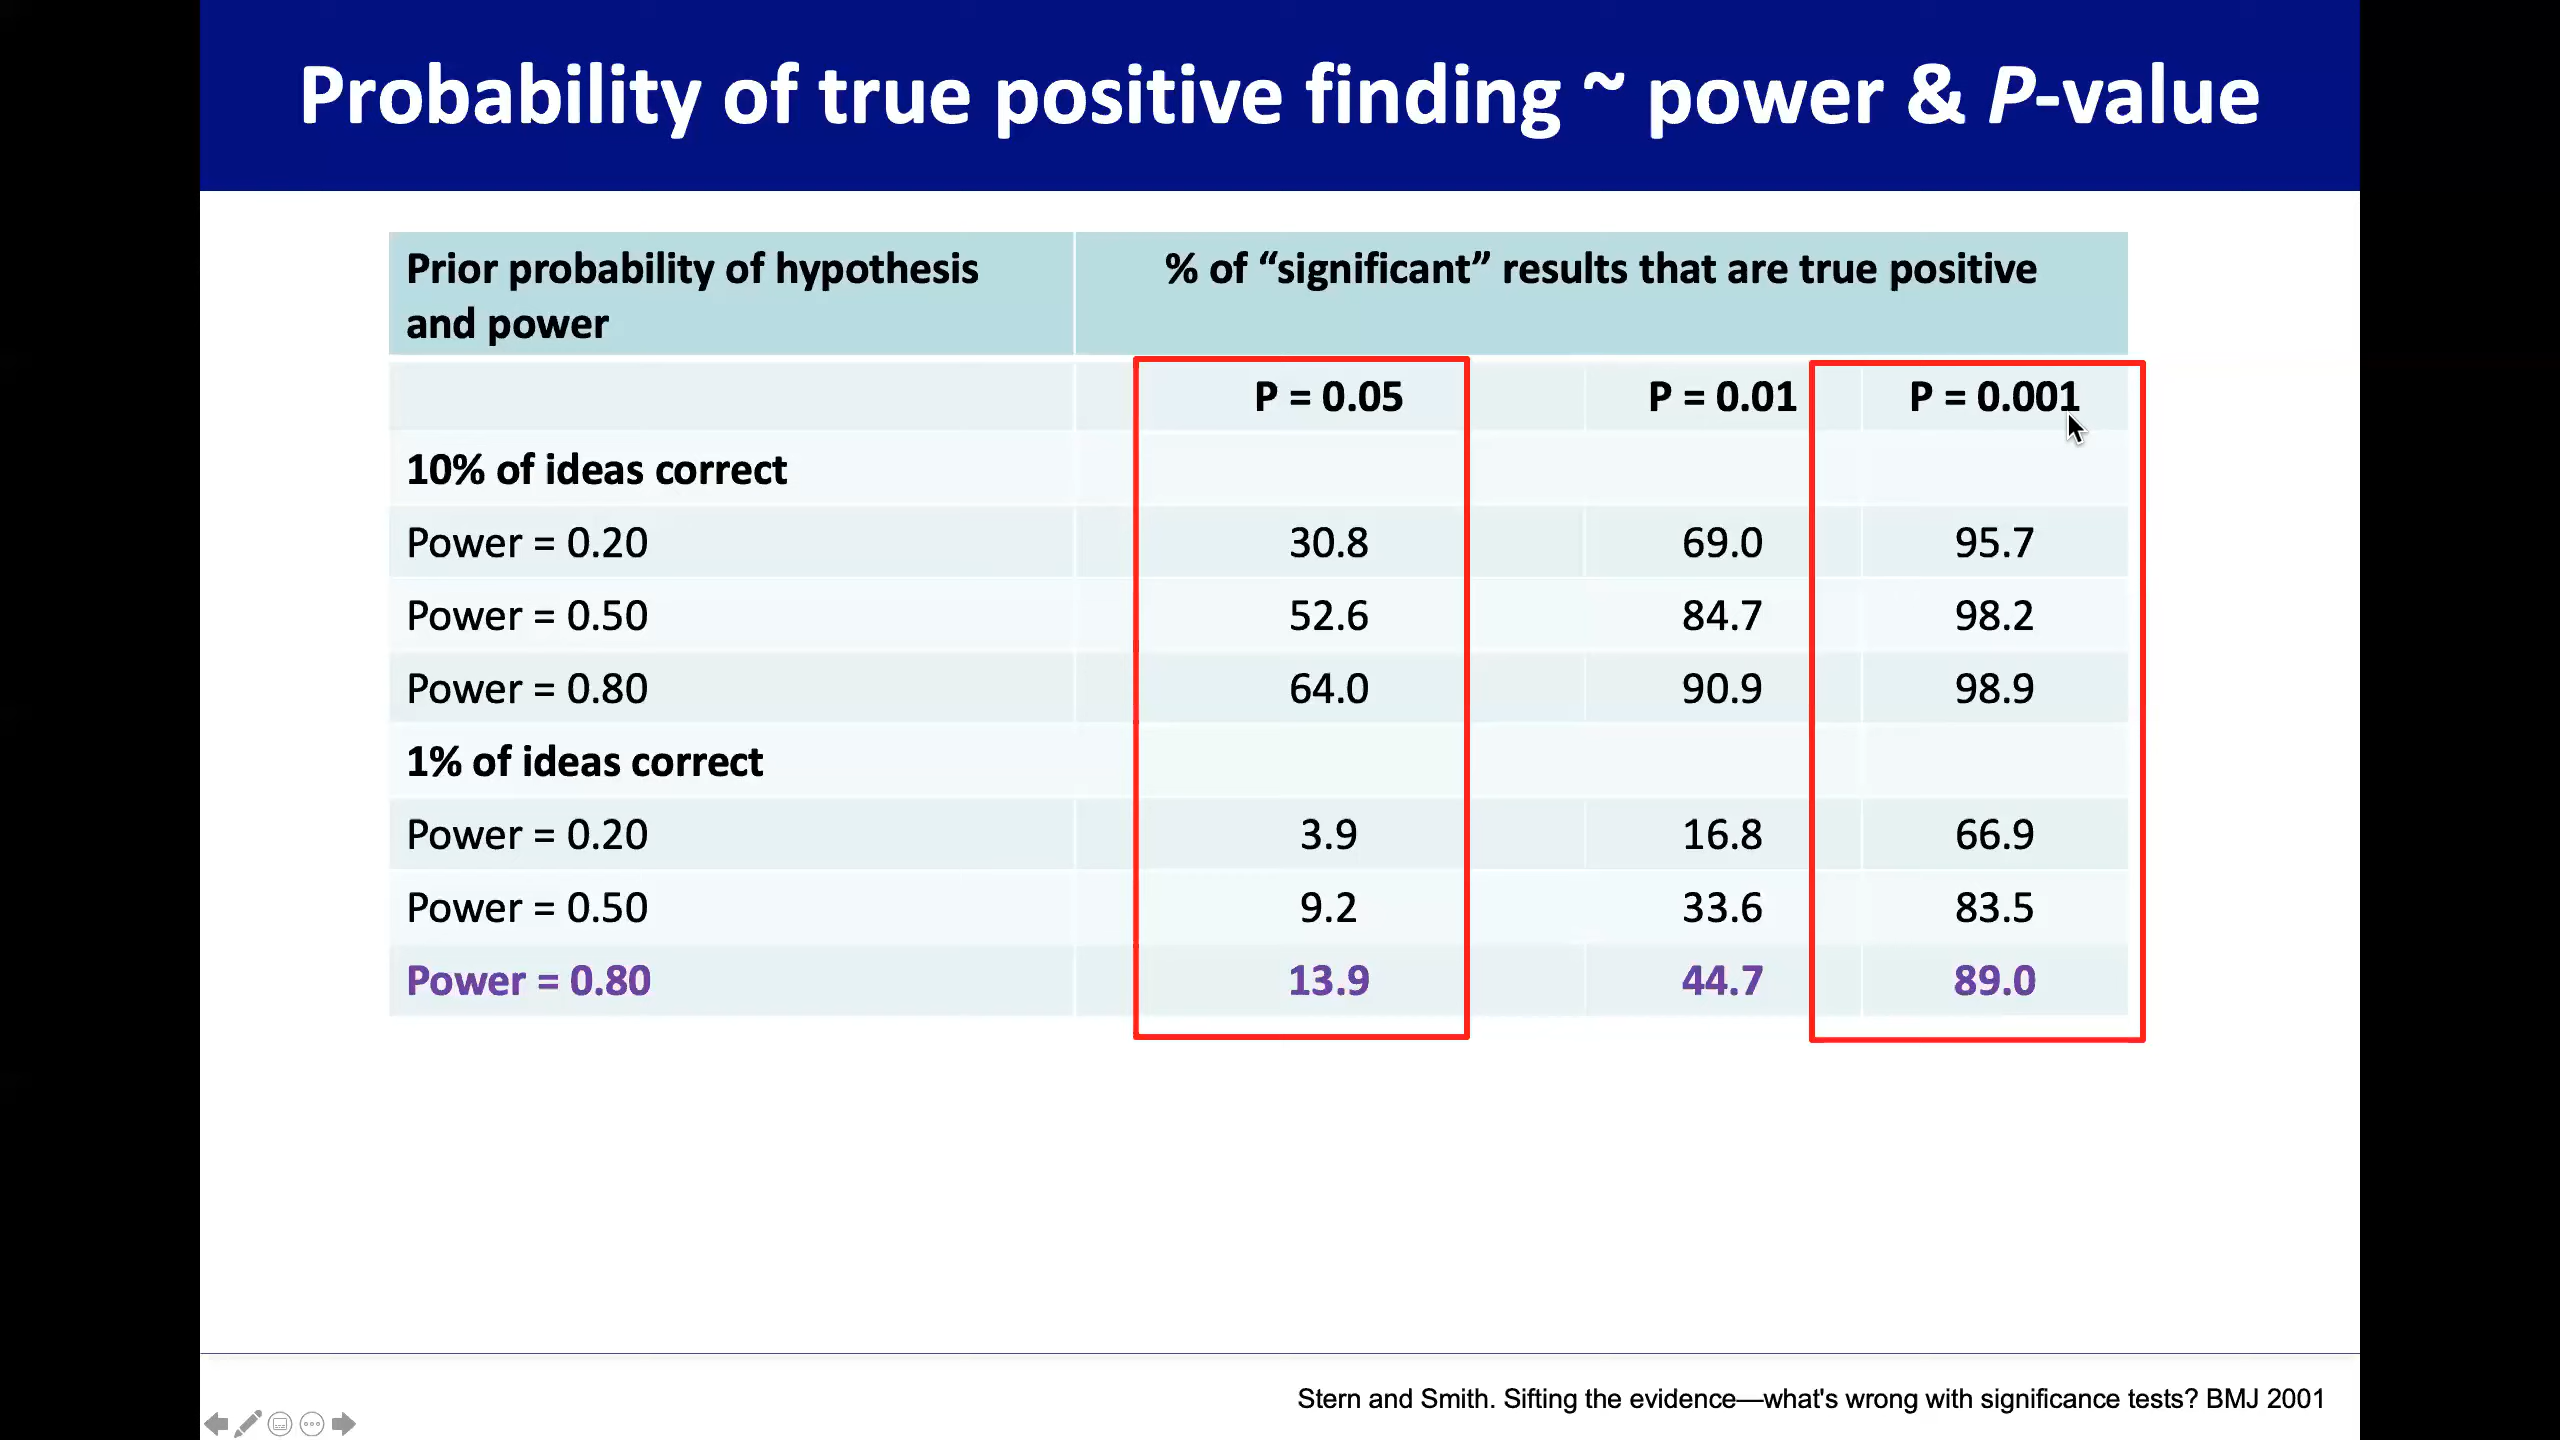 Probability of true positive finding ~ power & P-value
Prior probability of hypothesis
and power
% of “significant” results that are true positive
P = 0.05 P = 0.01 P = 0.001
10% of ideas correct
Power = 0.20 30.8 69.0 95.7
Power = 0.50 52.6 84.7 98.2
Power = 0.80 64.0 90.9 98.9
1% of ideas correct
Power = 0.20 3.9 16.8 66.9
Power = 0.50 9.2 33.6 83.5
Power = 0.80 13.9 44.7 89.0
Stern and Smith. Sifting the evidence—what's wrong with significance tests? BMJ 2001